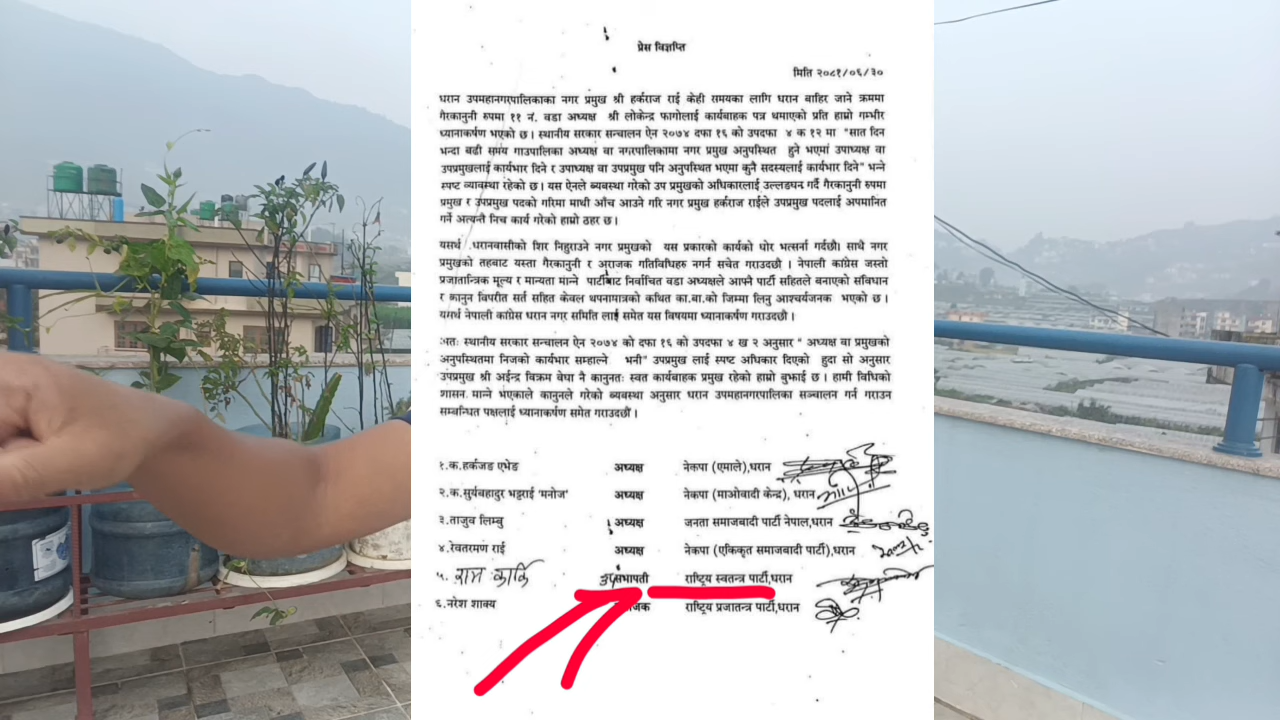 प्रेस विज्ञप्ति
मिति २०८१/०६/३०
धरान उपमहानगरपालिकाका नगर प्रमुख श्री हर्कराज राई केही समयका लागि धरान बाहिर जाने क्रममा
गैरकानुनी रुपमा ११ नं. वडा अध्यक्ष श्री लोकेन्द्र फागोलाई कार्यबाहक पत्र थमाएको प्रति हाम्रो गम्भीर
ध्यानाकर्षण भएको छ । स्थानीय सरकार सन्चालन ऐन २०७४ दफा १६ को उपदफा ४ क १२ मा "सात दिन
भन्दा बढी समय गाउपालिका अध्यक्ष वा नगरपालिकामा नगर प्रमुख अनुपस्थित हुने भएमा उपाध्यक्ष वा
उपप्रमुखलाई कार्यभार दिने र उपाध्यक्ष वा उपप्रमुख पनि अनुपस्थित भएमा कुनै सदस्यलाई कार्यभार दिने" भन्ने
स्पष्ट ब्यावस्था रहेको छ । यस ऐनले ब्यवस्था गरेको उप प्रमुखको अधिकारलाई उल्लङघन गर्दै गैरकानुनी रुपमा
प्रमुख र उपप्रमुख पदको गरिमा माथी आँच आउने गरि नगर प्रमुख हर्कराज राईले उपप्रमुख पदलाई अपमानित
गर्ने अत्यन्तै निच कार्य गरेको हाम्रो ठहर छ ।
यसर्थ धरानवासीको शिर निहुराउने नगर प्रमुखको यस प्रकारको कार्यको घोर भत्सर्ना गर्दछौ। साथै नगर
प्रमुखको तहबाट यस्ता गैरकानुनी र अराजक गतिविधिहरु नगर्न सचेत गराउदछौ । नेपाली कांग्रेस जस्तो
प्रजातान्त्रिक मूल्य र मान्यता मान्ने पार्टीबाट निर्वाचित वडा अध्यक्षले आफ्नै पार्टी सहितले बनाएको संविधान
र कानुन विपरीत सर्त सहित केवल थपनामात्रको कथित का.बा.को जिम्मा लिनु आश्चर्यजनक भएको छ ।
यसर्थ नेपाली कांग्रेस धरान नगर समिति लाई समेत यस विषयमा ध्यानाकर्षण गराउदछौ ।
अतः स्थानीय सरकार सन्चालन ऐन २०७४ को दफा १६ को उपदफा ४ ख २ अनुसार " अध्यक्ष वा प्रमुखको
अनुपस्थितमा निजको कार्यभार सम्हाल्ने भनी" उपप्रमुख लाई स्पष्ट अधिकार दिएको हुदा सो अनुसार
उपप्रमुख श्री अईन्द्र विक्रम बेघा नै कानुनतः स्वत कार्यबाहक प्रमुख रहेको हाम्रो बुझाई छ । हामी विधिको
शासन मान्ने भएकाले कानुनले गरेको ब्यवस्था अनुसार धरान उपमहानगरपालिका सञ्चालन गर्न गराउन
सम्बन्धित पक्षलाई ध्यानाकर्षण समेत गराउदछौं ।
१.क.हर्कजङ एभेङ अध्यक्ष नेकपा (एमाले),धरान
२.क.सुर्यबहादुर भट्टराई 'मनोज' अध्यक्ष नेकपा (माओवादी केन्द्र), धरान
३.ताजुव लिम्बु अध्यक्ष जनता समाजबादी पार्टी नेपाल,धरान
४.रेवतरमण राई अध्यक्ष नेकपा (एकिकृत समाजबादी पार्टी),धरान
५. राम कार्कि उपसभापती राष्ट्रिय स्वतन्त्र पार्टी,धरान
६.नरेश शाक्य राष्ट्रिय प्रजातन्त्र पार्टी,धरान